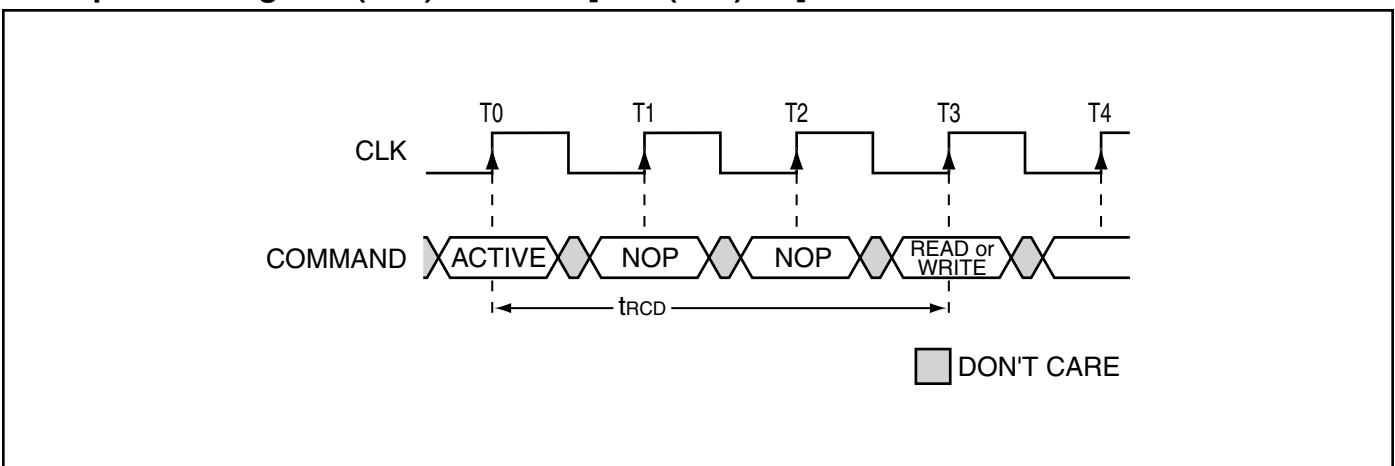 T0 T1 T2 T3 T4
CLK
COMMAND ACTIVE NOP NOP READ or
WRITE
tRCD
DON'T CARE